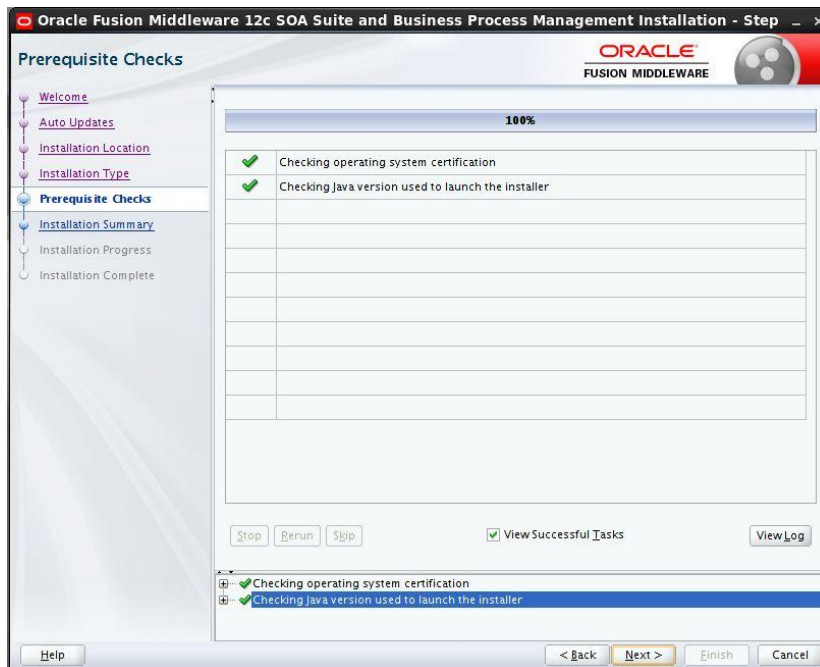 Oracle Fusion Middleware 12c SOA Suite and Business Process Management Installation - Step
Prerequisite Checks
ORACLE
FUSION MIDDLEWARE
Welcome
Auto Updates
Installation Location
Installation Type
Prerequisite Checks
Installation Summary
Installation Progress
Installation Complete
100%
Checking operating system certification
Checking Java version used to launch the installer
Stop Rerun Skip View Successful Tasks View Log
Checking operating system certification
Checking Java version used to launch the installer
Help < Back Next > Finish Cancel